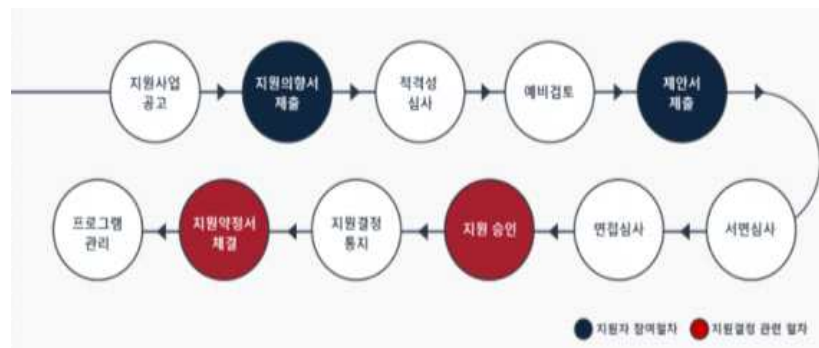 지원사업
공고
지원의향서
제출
적격성
심사
예비검토
제안서
제출
서면심사
면접심사
지원 승인
지원결정
통지
지원약정서
체결
프로그램
관리
지원자 참여절차
지원결정 관련 절차